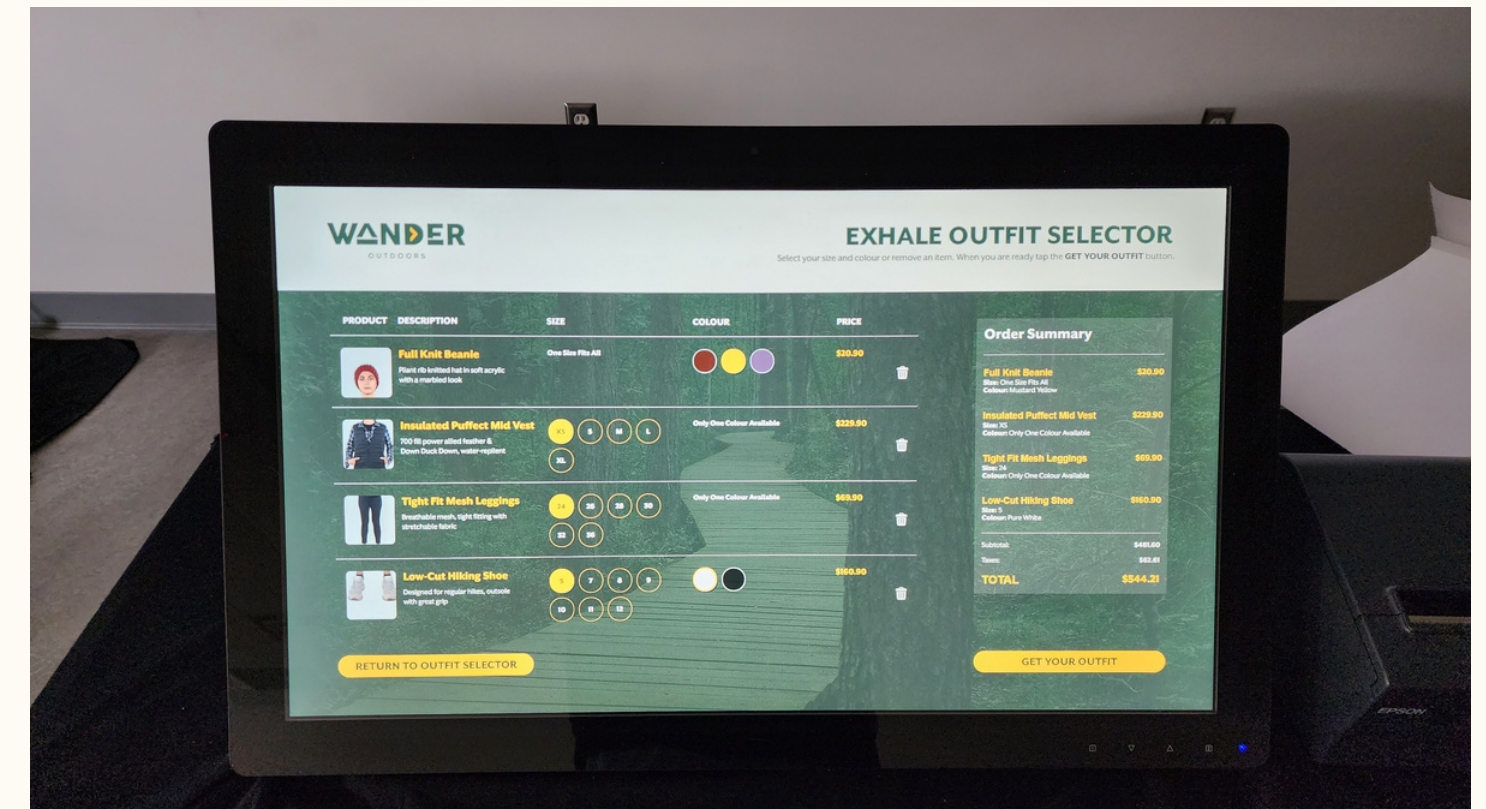 WANDER
OUTDOORS
EXHALE OUTFIT SELECTOR
Select your size and colour or remove an item. When you are ready tap the GET YOUR OUTFIT button.
PRODUCT DESCRIPTION SIZE COLOUR PRICE
Full Knit Beanie
Plant rib knitted hat in soft acrylic
with a marbled look
One Size Fits All
$20.90
Insulated Puffect Mid Vest
700 fill power allied feather &
Down Duck Down, water-replient
XS S M L
XL
Only One Colour Available
$229.90
Tight Fit Mesh Leggings
Breathable mesh, tight fitting with
stretchable fabric
24 26 28 30
32 36
Only One Colour Available
$69.90
Low-Cut Hiking Shoe
Designed for regular hikes, outsole
with great grip
5 7 8 9
10 11 12
$160.90
RETURN TO OUTFIT SELECTOR
Order Summary
Full Knit Beanie $20.90
Size: One Size Fits All
Colour: Mustard Yellow
Insulated Puffect Mid Vest $229.90
Size: XS
Colour: Only One Colour Available
Tight Fit Mesh Leggings $69.90
Size: 24
Colour: Only One Colour Available
Low-Cut Hiking Shoe $160.90
Size: 5
Colour: Pure White
Subtotal: $481.60
Taxes: $62.61
TOTAL $544.21
GET YOUR OUTFIT
EPSON